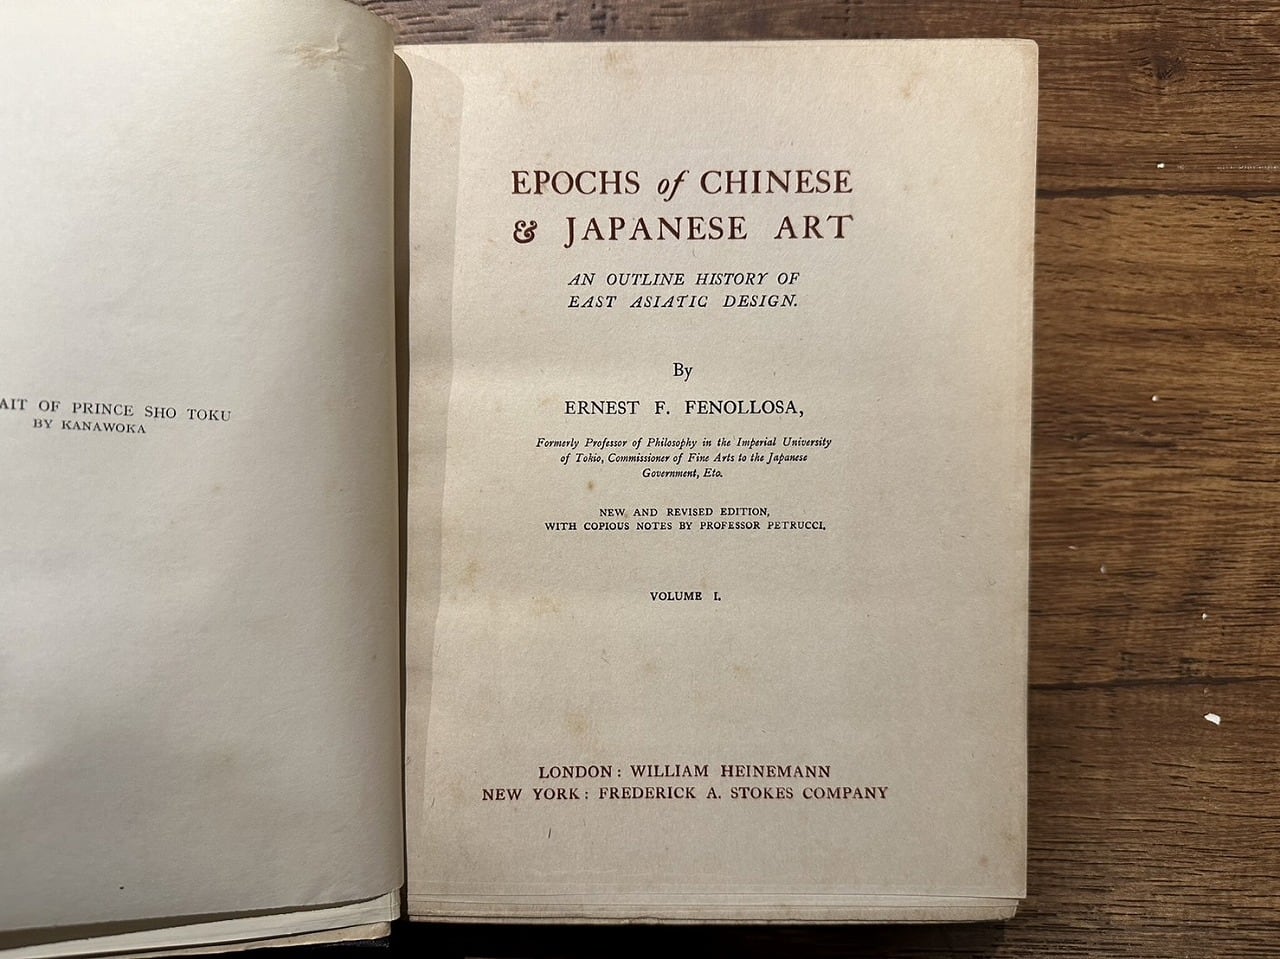 OF PRINCE SHO TOKU
BY KANAWOKA
EPOCHS of CHINESE
& JAPANESE ART
AN OUTLINE HISTORY OF
EAST ASIATIC DESIGN.
By
ERNEST F. FENOLLOSA,
Formerly Professor of Philosophy in the Imperial University
of Tokio, Commissioner of Fine Arts to the Japanese
Government, Etc.
NEW AND REVISED EDITION,
WITH COPIOUS NOTES BY PROFESSOR PETRUCCI.
VOLUME I.
LONDON: WILLIAM HEINEMANN
NEW YORK: FREDERICK A. STOKES COMPANY